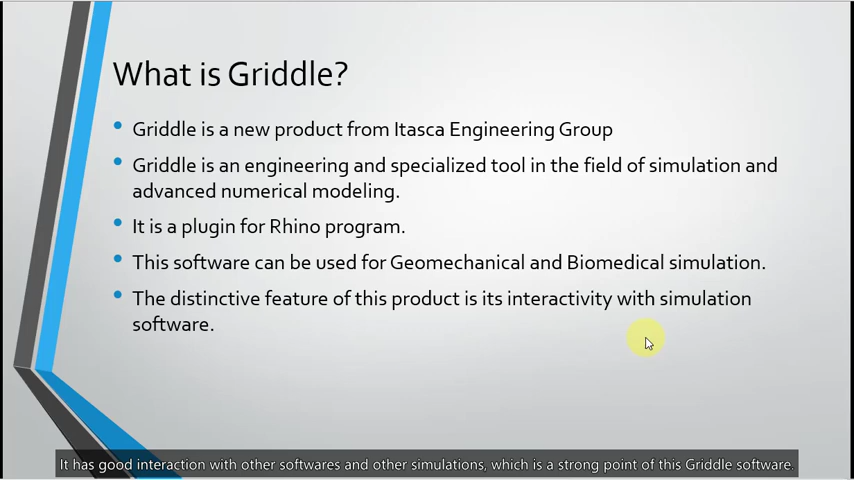 What is Griddle?
Griddle is a new product from Itasca Engineering Group
Griddle is an engineering and specialized tool in the field of simulation and
advanced numerical modeling.
It is a plugin for Rhino program.
This software can be used for Geomechanical and Biomedical simulation.
The distinctive feature of this product is its interactivity with simulation
software.
It has good interaction with other softwares and other simulations, which is a strong point of this Griddle software.